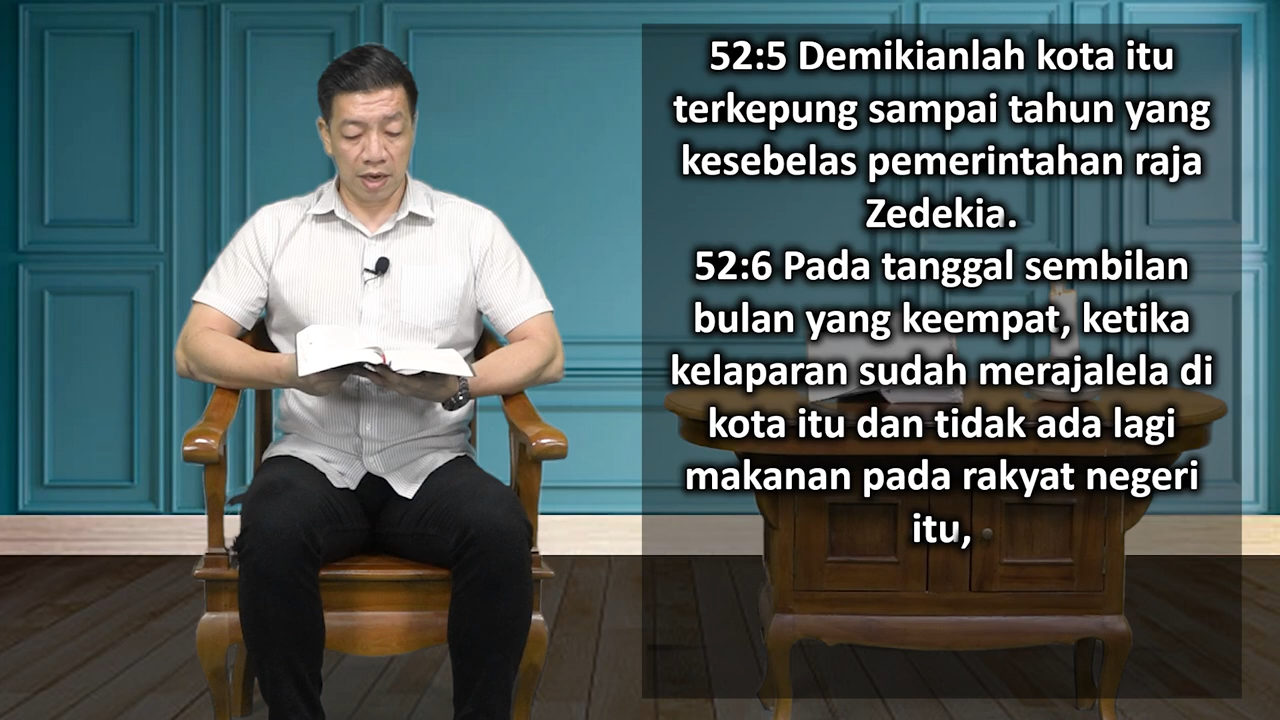 52:5 Demikianlah kota itu
terkepung sampai tahun yang
kesebelas pemerintahan raja
Zedekia.
52:6 Pada tanggal sembilan
bulan yang keempat, ketika
kelaparan sudah merajalela di
kota itu dan tidak ada lagi
makanan pada rakyat negeri
itu,